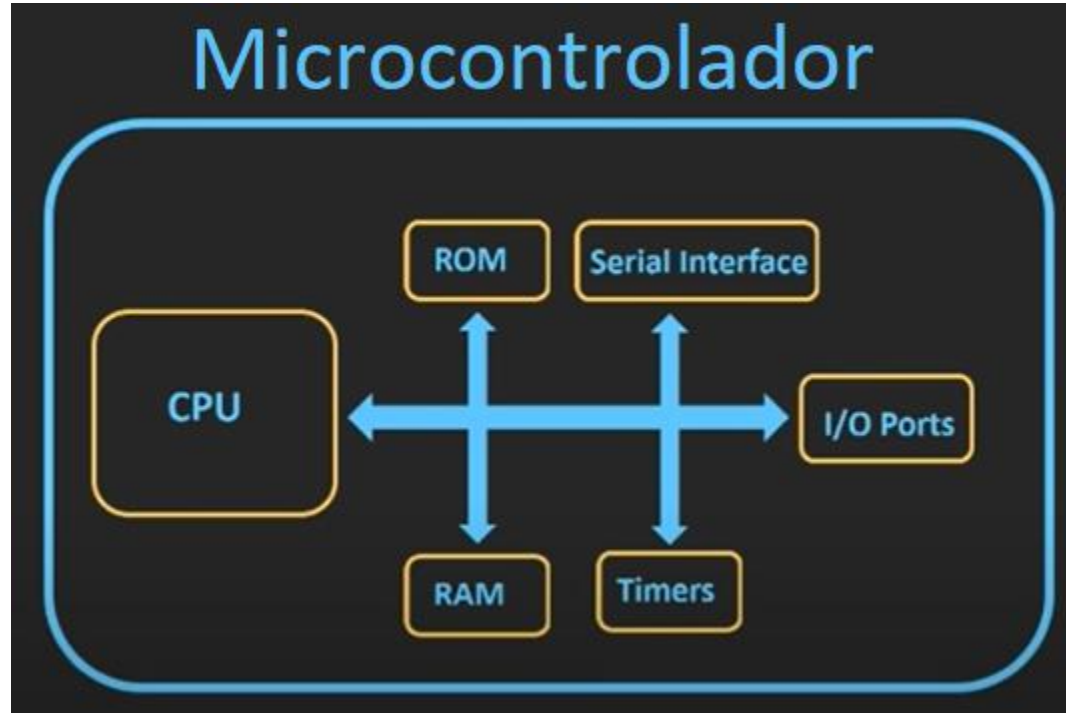 Microcontrolador
ROM
Serial Interface
CPU
I/O Ports
RAM
Timers